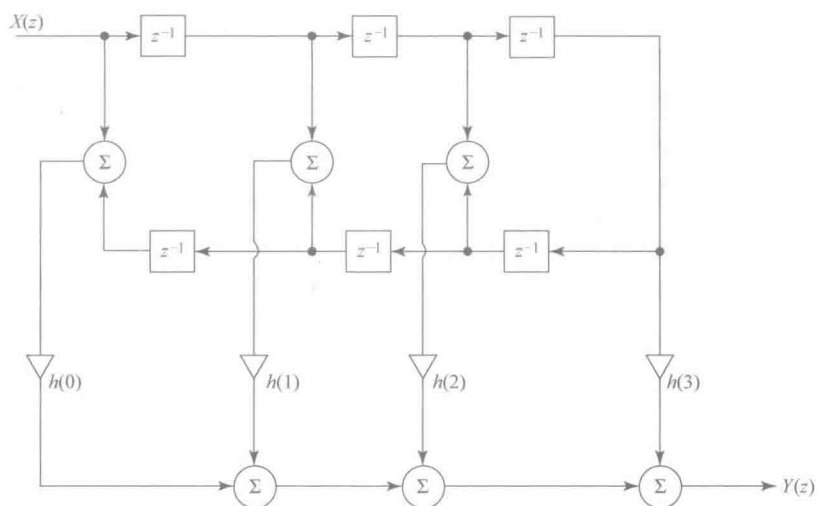 X(z)
z⁻¹ z⁻¹ z⁻¹
Σ Σ Σ
z⁻¹ z⁻¹ z⁻¹
h(0) h(1) h(2) h(3)
Σ Σ Σ Y(z)